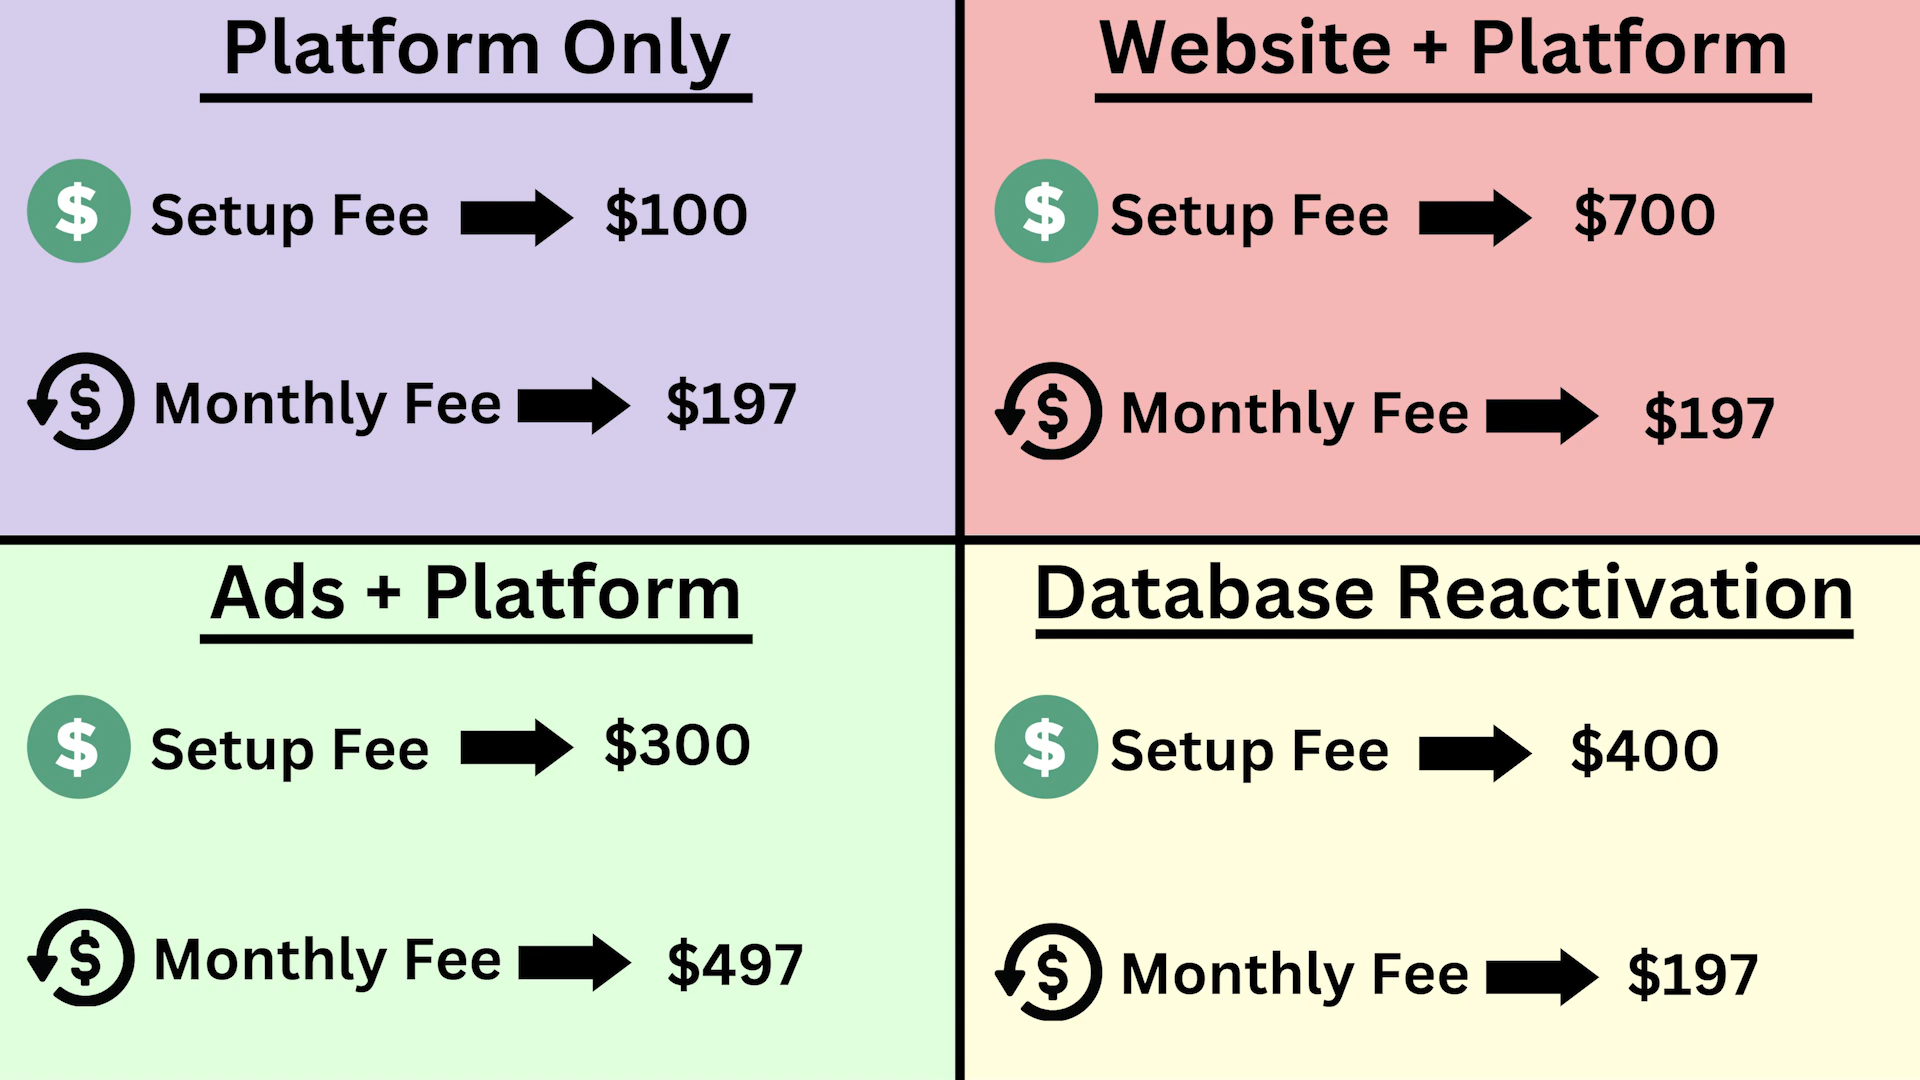 Platform Only
$ Setup Fee $100
$ Monthly Fee $197
Website + Platform
$ Setup Fee $700
$ Monthly Fee $197
Ads + Platform
$ Setup Fee $300
$ Monthly Fee $497
Database Reactivation
$ Setup Fee $400
$ Monthly Fee $197